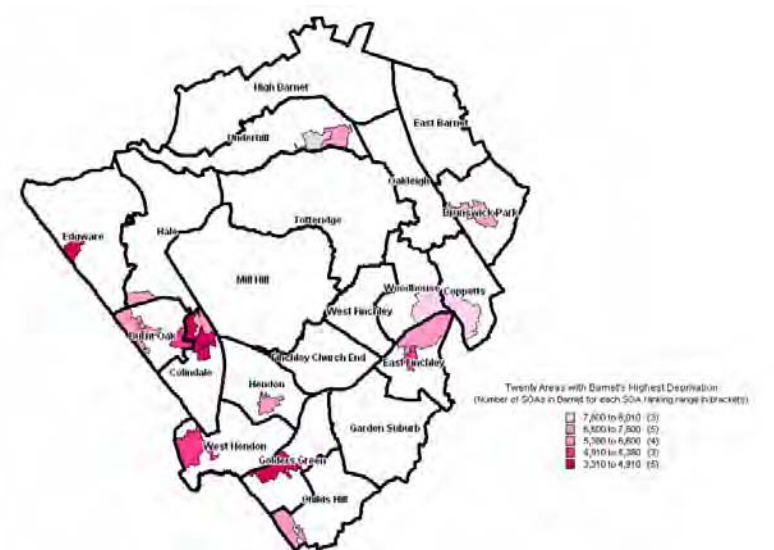 High Barnet
East Barnet
Underhill
Oakleigh
Brunswick Park
Totteridge
Edgware
Hale
Mill Hill
Woodhouse
Coppetts
West Finchley
Burnt Oak
Finchley Church End
East Finchley
Colindale
Hendon
Garden Suburb
West Hendon
Golders Green
Childs Hill
Twenty Areas with Barnet's Highest Deprivation
(Number of SOAs in Barnet for each SOA ranking range in brackets)
7,600 to 8,010 (3)
6,600 to 7,600 (5)
5,380 to 6,600 (4)
4,910 to 5,380 (3)
3,310 to 4,910 (5)